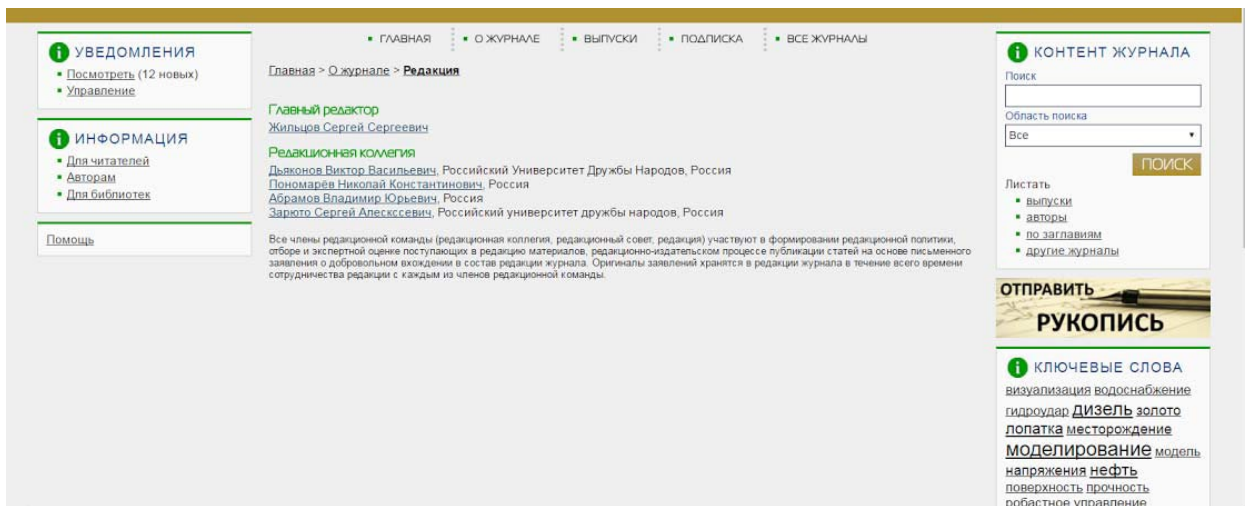 ГЛАВНАЯ О ЖУРНАЛЕ ВЫПУСКИ ПОДПИСКА ВСЕ ЖУРНАЛЫ
УВЕДОМЛЕНИЯ
Посмотреть (12 новых)
Управление
ИНФОРМАЦИЯ
Для читателей
Авторам
Для библиотек
Помощь
Главная > О журнале > Редакция
Главный редактор
Жильцов Сергей Сергеевич
Редакционная коллегия
Дьяконов Виктор Васильевич, Российский Университет Дружбы Народов, Россия
Пономарёв Николай Константинович, Россия
Абрамов Владимир Юрьевич, Россия
Зарюто Сергей Алескссевич, Российский университет дружбы народов, Россия
Все члены редакционной команды (редакционная коллегия, редакционный совет, редакция) участвуют в формировании редакционной политики,
отборе и экспертной оценке поступающих в редакцию материалов, редакционно-издательском процессе публикации статей на основе письменного
заявления о добровольном вхождении в состав редакции журнала. Оригиналы заявлений хранятся в редакции журнала в течение всего времени
сотрудничества редакции с каждым из членов редакционной команды.
КОНТЕНТ ЖУРНАЛА
Поиск
Область поиска
Все
ПОИСК
Листать
выпуски
авторы
по заглавиям
другие журналы
ОТПРАВИТЬ
РУКОПИСЬ
КЛЮЧЕВЫЕ СЛОВА
визуализация водоснабжение
гидроудар дизель золото
лопатка месторождение
моделирование модель
напряжения нефть
поверхность прочность
робастное управление